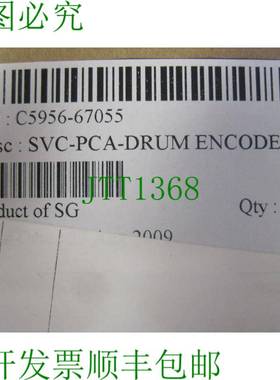 图必究
: C5956-67055
sc : SVC-PCA-DRUM ENCODE
JTT1368
duct of SG
Qty :
2009
开发票顺丰包邮